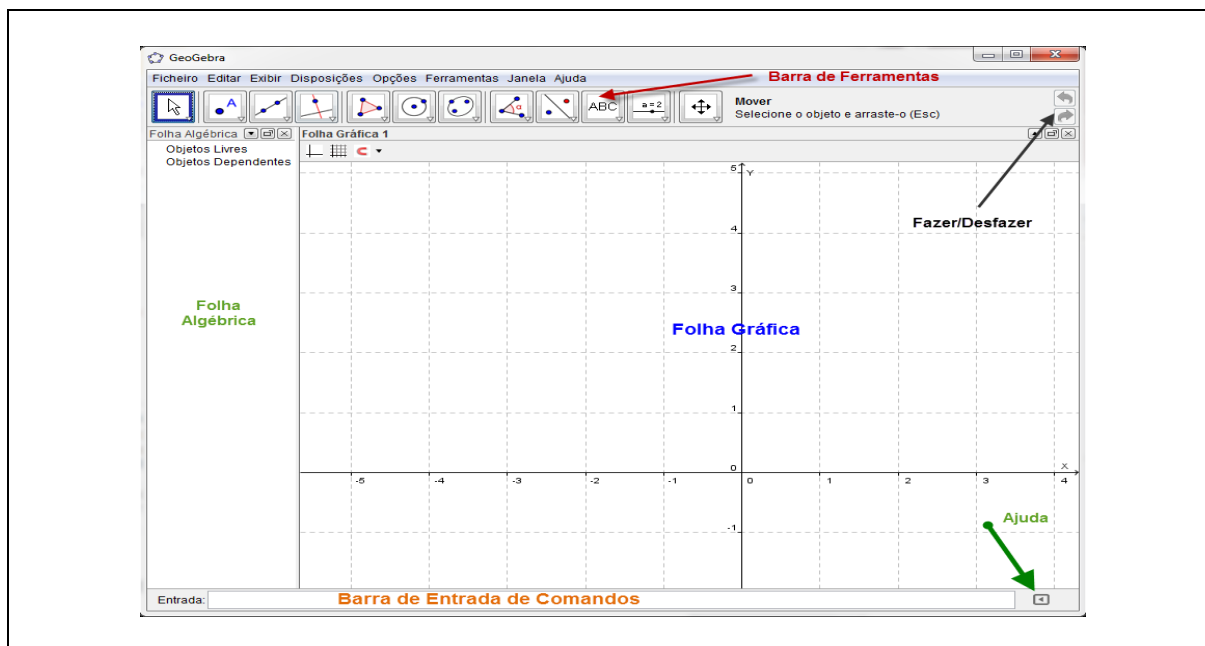 GeoGebra
Ficheiro Editar Exibir Disposições Opções Ferramentas Janela Ajuda
Barra de Ferramentas
A
α
ABC
a = 2
Mover
Selecione o objeto e arraste-o (Esc)
Folha Algébrica
Folha Gráfica 1
Objetos Livres
Objetos Dependentes
5
Y
Fazer/Desfazer
4
3
Folha
Algébrica
Folha Gráfica
2
1
0
X
-5 -4 -3 -2 -1 0 1 2 3 4
Ajuda
-1
Entrada:
Barra de Entrada de Comandos